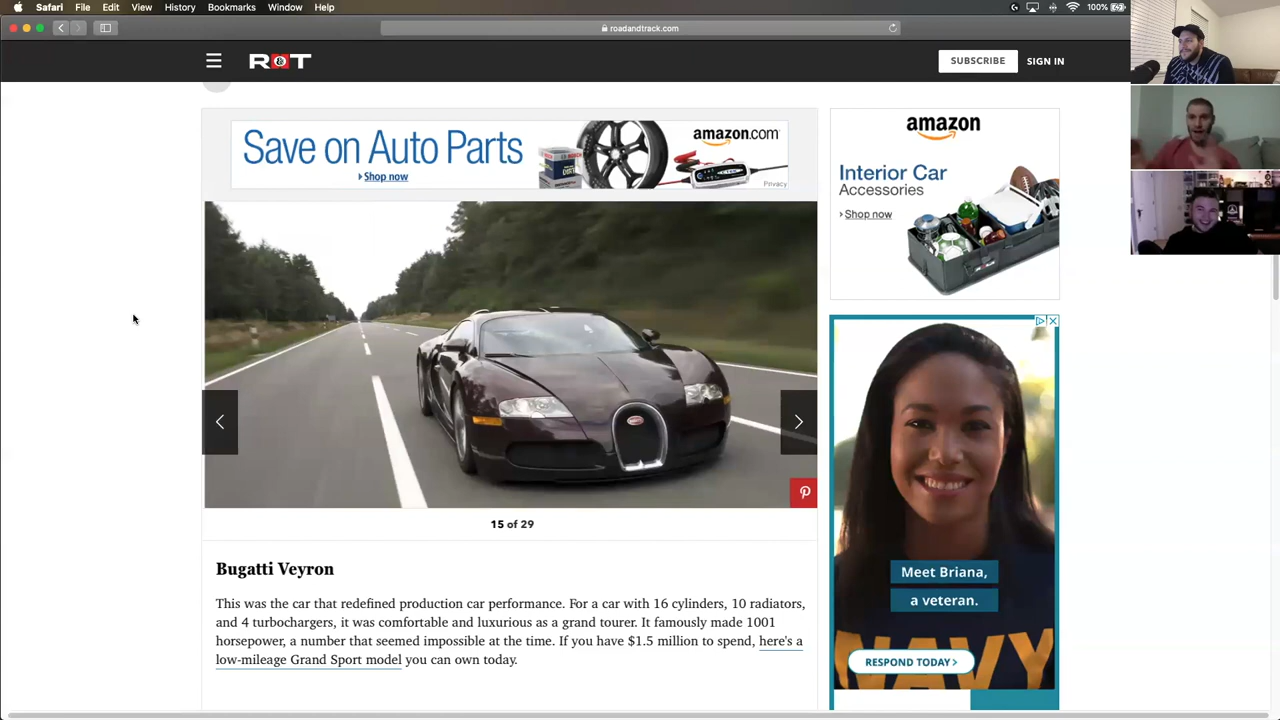 Safari File Edit View History Bookmarks Window Help 100%
roadandtrack.com
R&T
SUBSCRIBE SIGN IN
Save on Auto Parts
Shop now
amazon.com
Privacy
amazon
Interior Car
Accessories
Shop now
15 of 29
Bugatti Veyron
This was the car that redefined production car performance. For a car with 16 cylinders, 10 radiators,
and 4 turbochargers, it was comfortable and luxurious as a grand tourer. It famously made 1001
horsepower, a number that seemed impossible at the time. If you have $1.5 million to spend, here's a
low-mileage Grand Sport model you can own today.
Meet Briana,
a veteran.
NAVY
RESPOND TODAY >